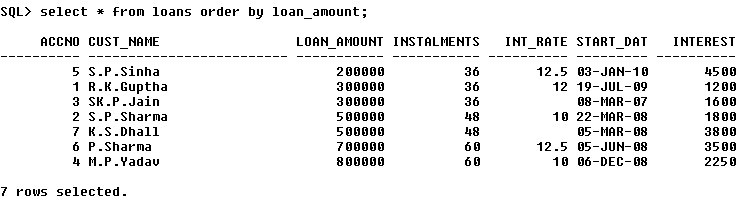 SQL> select * from loans order by loan_amount;
ACCNO CUST_NAME LOAN_AMOUNT INSTALMENTS INT_RATE START_DAT INTEREST
---------- -------------------- ----------- ----------- ---------- --------- ----------
5 S.P.Sinha 200000 36 12.5 03-JAN-10 4500
1 R.K.Guptha 300000 36 12 19-JUL-09 1200
3 SK.P.Jain 300000 36 08-MAR-07 1600
2 S.P.Sharma 500000 48 10 22-MAR-08 1800
7 K.S.Dhall 500000 48 05-MAR-08 3800
6 P.Sharma 700000 60 12.5 05-JUN-08 3500
4 M.P.Yadav 800000 60 10 06-DEC-08 2250
7 rows selected.